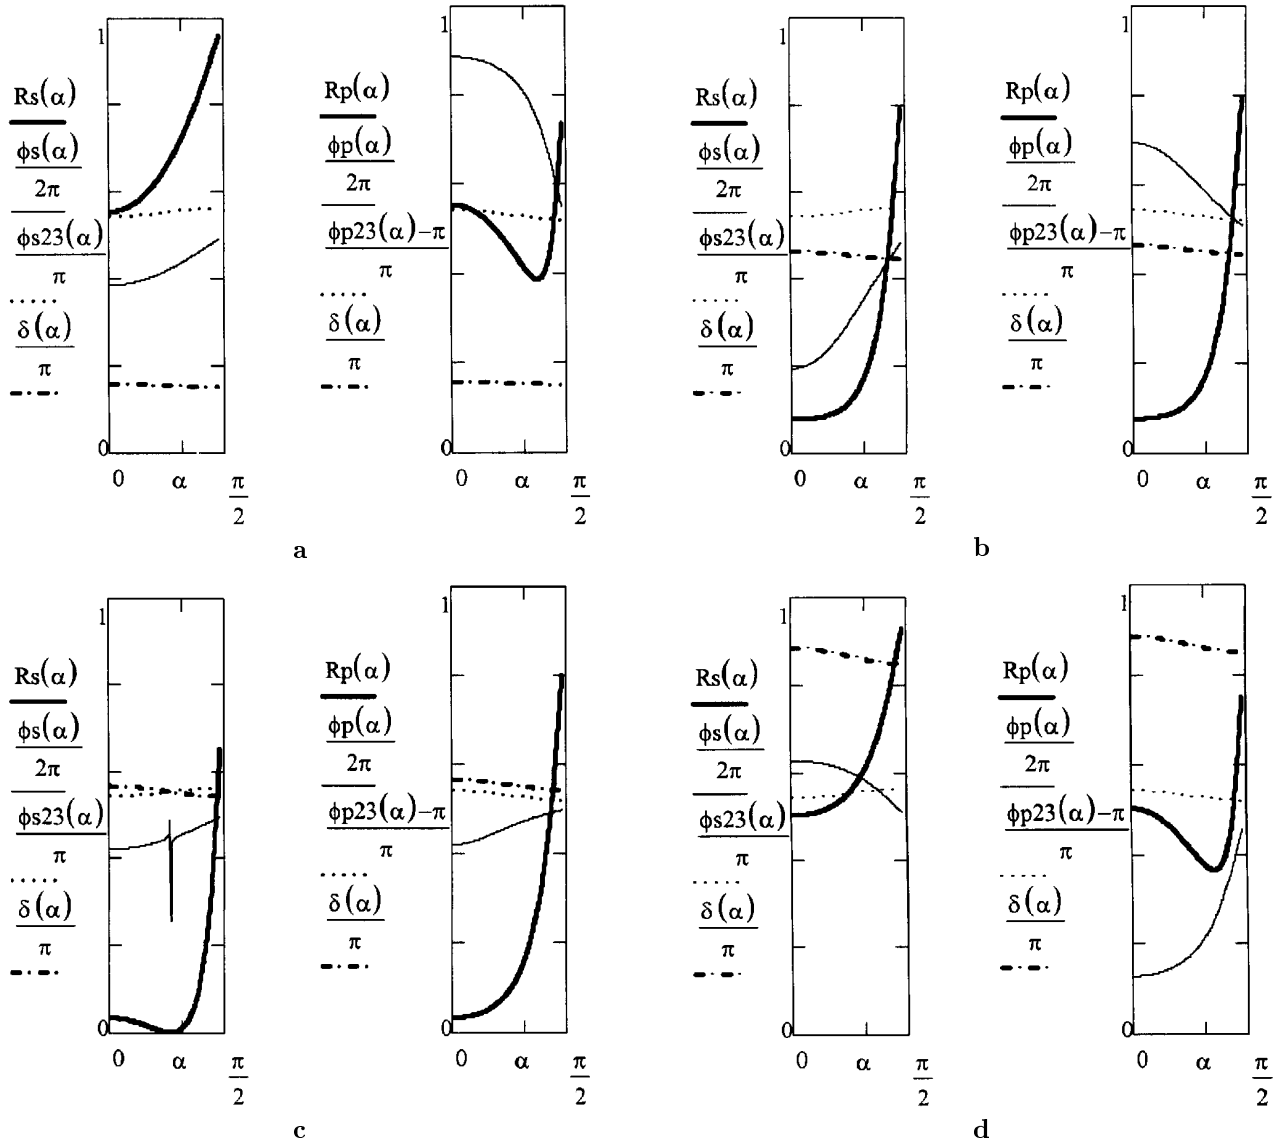 1
Rs(α)
ϕs(α)
2π
ϕs23(α)
π
δ(α)
π
0
0 α π
2
1
Rp(α)
ϕp(α)
2π
ϕp23(α)−π
π
δ(α)
π
0
0 α π
2
a
1
Rs(α)
ϕs(α)
2π
ϕs23(α)
π
δ(α)
π
0
0 α π
2
1
Rp(α)
ϕp(α)
2π
ϕp23(α)−π
π
δ(α)
π
0
0 α π
2
b
1
Rs(α)
ϕs(α)
2π
ϕs23(α)
π
δ(α)
π
0
0 α π
2
1
Rp(α)
ϕp(α)
2π
ϕp23(α)−π
π
δ(α)
π
0
0 α π
2
c
1
Rs(α)
ϕs(α)
2π
ϕs23(α)
π
δ(α)
π
0
0 α π
2
1
Rp(α)
ϕp(α)
2π
ϕp23(α)−π
π
δ(α)
π
0
0 α π
2
d